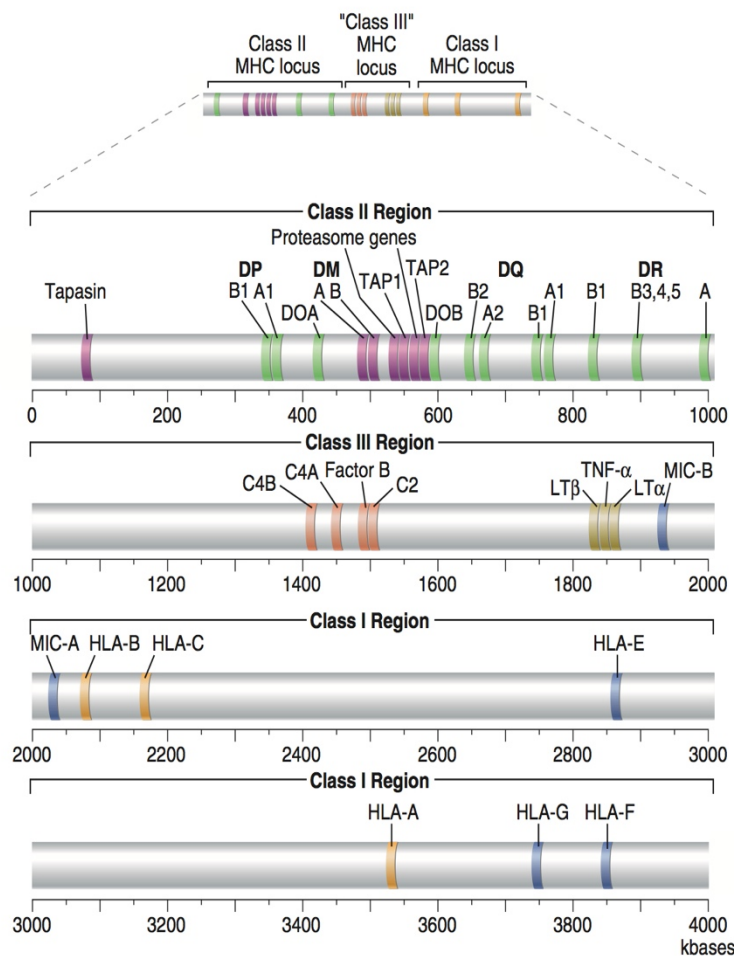 "Class III"
Class II MHC Class I
MHC locus locus MHC locus
Class II Region
Proteasome genes
TAP2
DP DM TAP1 DQ DR
Tapasin B1 A1 DOA A B DOB B2 A2 B1 A1 B1 B3,4,5 A
0 200 400 600 800 1000
Class III Region
C4B C4A Factor B C2 LTβ TNF-α LTα MIC-B
1000 1200 1400 1600 1800 2000
Class I Region
MIC-A HLA-B HLA-C HLA-E
2000 2200 2400 2600 2800 3000
Class I Region
HLA-A HLA-G HLA-F
3000 3200 3400 3600 3800 4000
kbases